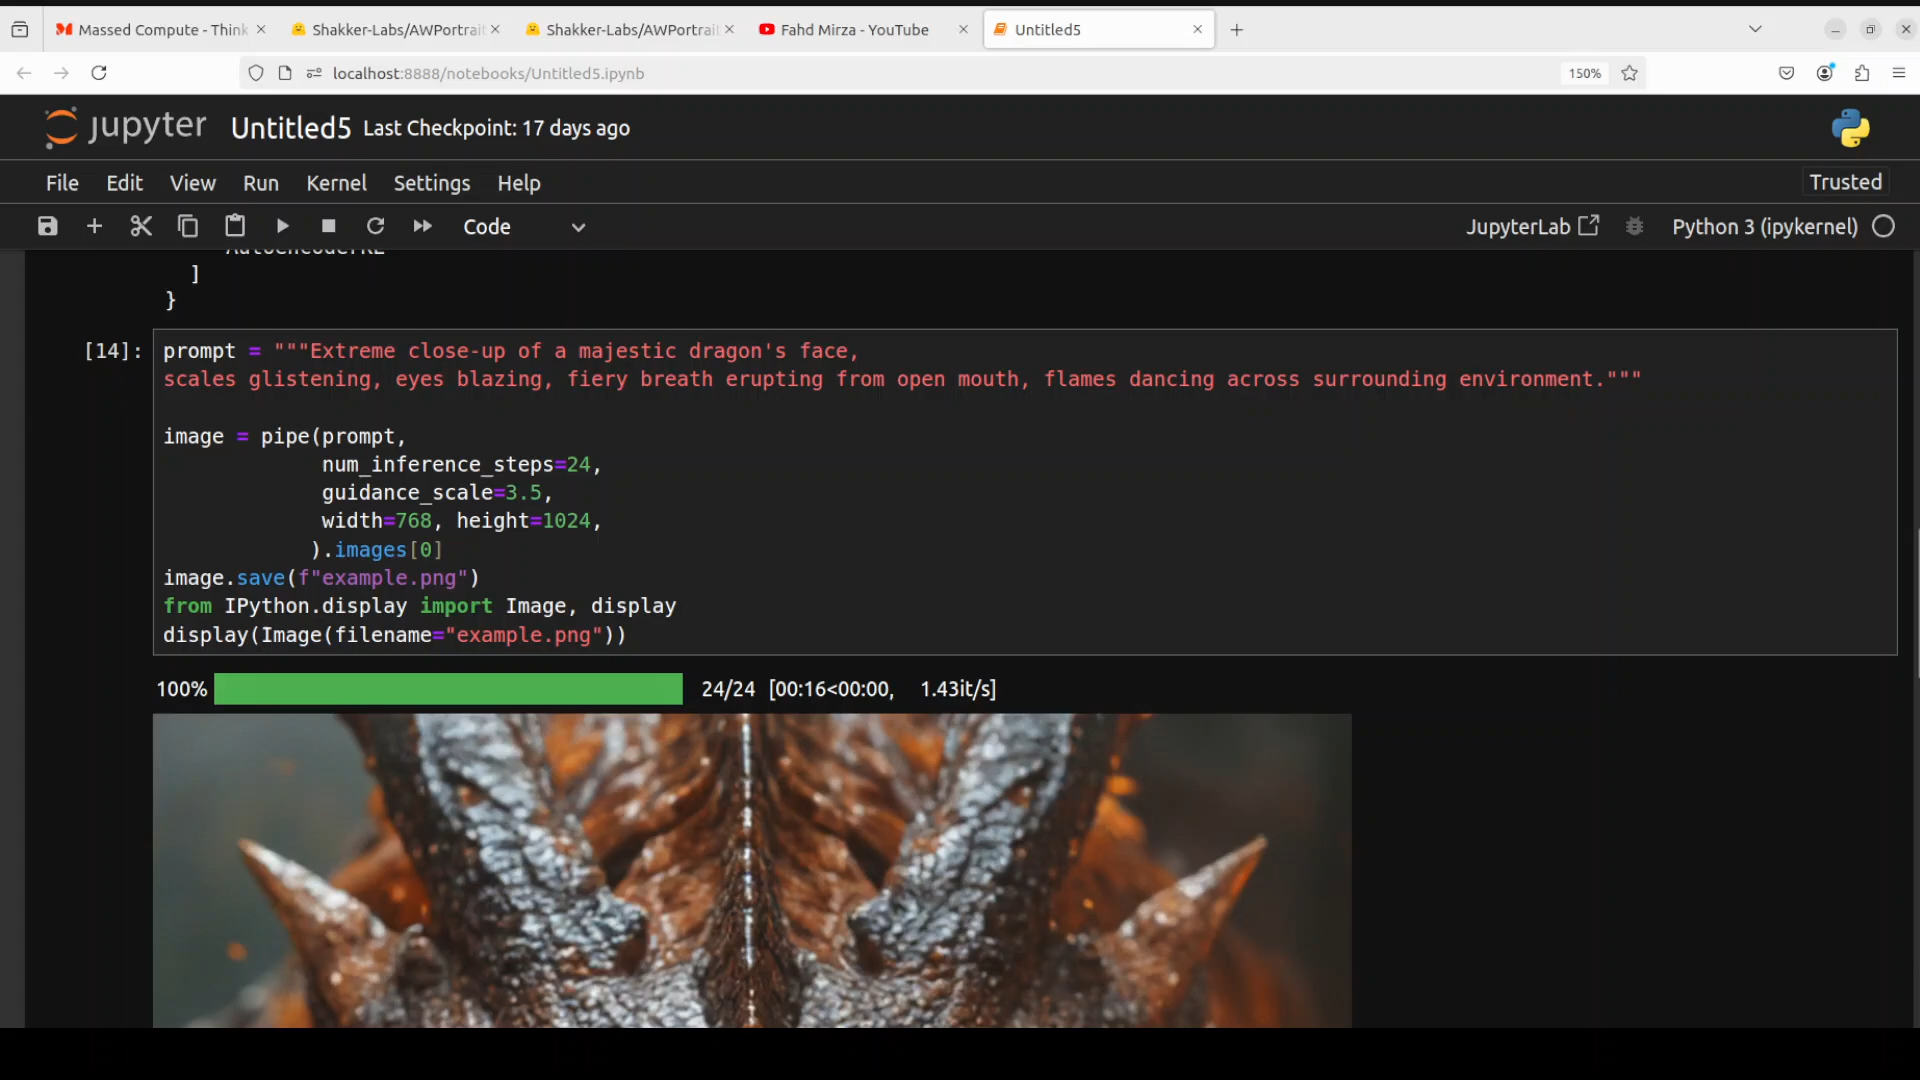 Massed Compute - Think
Shakker-Labs/AWPortrait
Shakker-Labs/AWPortrait
Fahd Mirza - YouTube
Untitled5
localhost:8888/notebooks/Untitled5.ipynb
150%
jupyter Untitled5 Last Checkpoint: 17 days ago
File Edit View Run Kernel Settings Help
Trusted
Code
JupyterLab
Python 3 (ipykernel)
AutoencoderKL
]
}
[14]: prompt = """Extreme close-up of a majestic dragon's face,
scales glistening, eyes blazing, fiery breath erupting from open mouth, flames dancing across surrounding environment."""
image = pipe(prompt,
num_inference_steps=24,
guidance_scale=3.5,
width=768, height=1024,
).images[0]
image.save(f"example.png")
from IPython.display import Image, display
display(Image(filename="example.png"))
100% 24/24 [00:16<00:00, 1.43it/s]